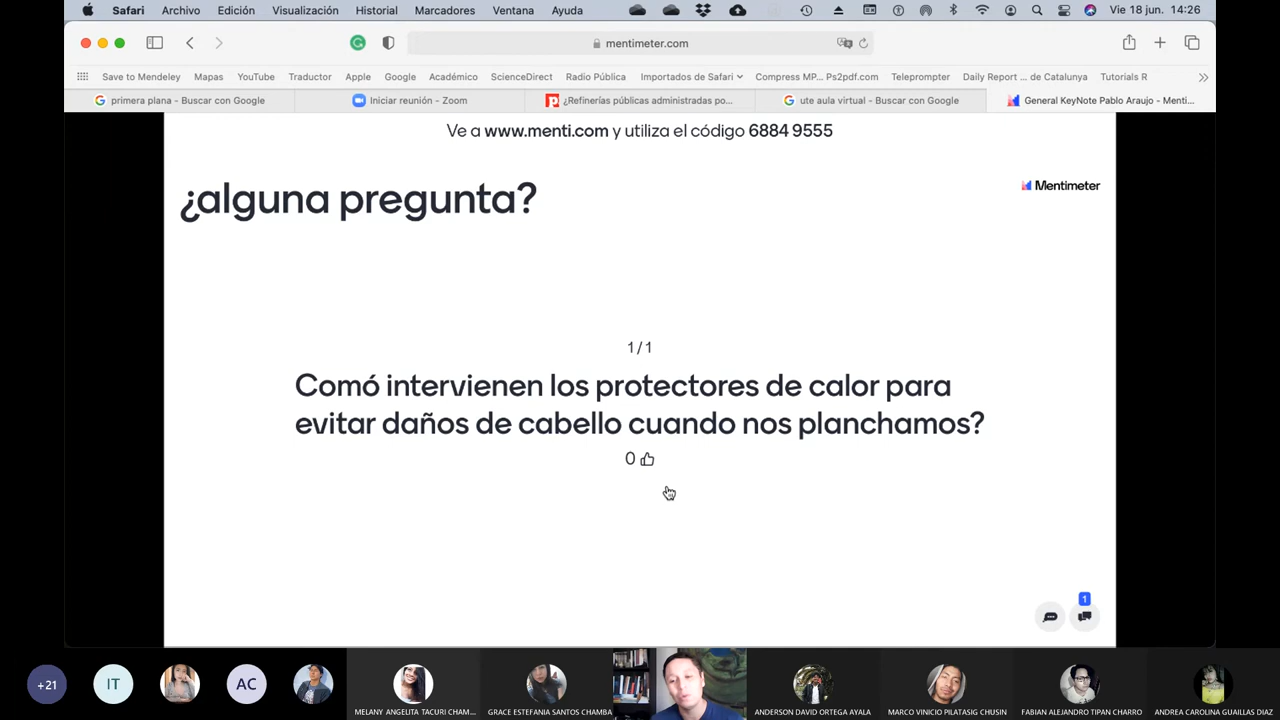 Safari Archivo Edición Visualización Historial Marcadores Ventana Ayuda Vie 18 jun. 14:26
mentimeter.com
Save to Mendeley Mapas YouTube Traductor Apple Google Académico ScienceDirect Radio Pública Importados de Safari Compress MP... Ps2pdf.com Teleprompter Daily Report ... de Catalunya Tutorials R
primera plana - Buscar con Google Iniciar reunión - Zoom ¿Refinerías públicas administradas po... ute aula virtual - Buscar con Google General KeyNote Pablo Araujo - Menti...
Ve a www.menti.com y utiliza el código 6884 9555
¿alguna pregunta?
Mentimeter
1/1
Comó intervienen los protectores de calor para
evitar daños de cabello cuando nos planchamos?
0
1
+21 IT AC
MELANY ANGELITA TACURI CHAM... GRACE ESTEFANIA SANTOS CHAMBA ANDERSON DAVID ORTEGA AYALA MARCO VINICIO PILATASIG CHUSIN FABIAN ALEJANDRO TIPAN CHARRO ANDREA CAROLINA GUAILLAS DIAZ